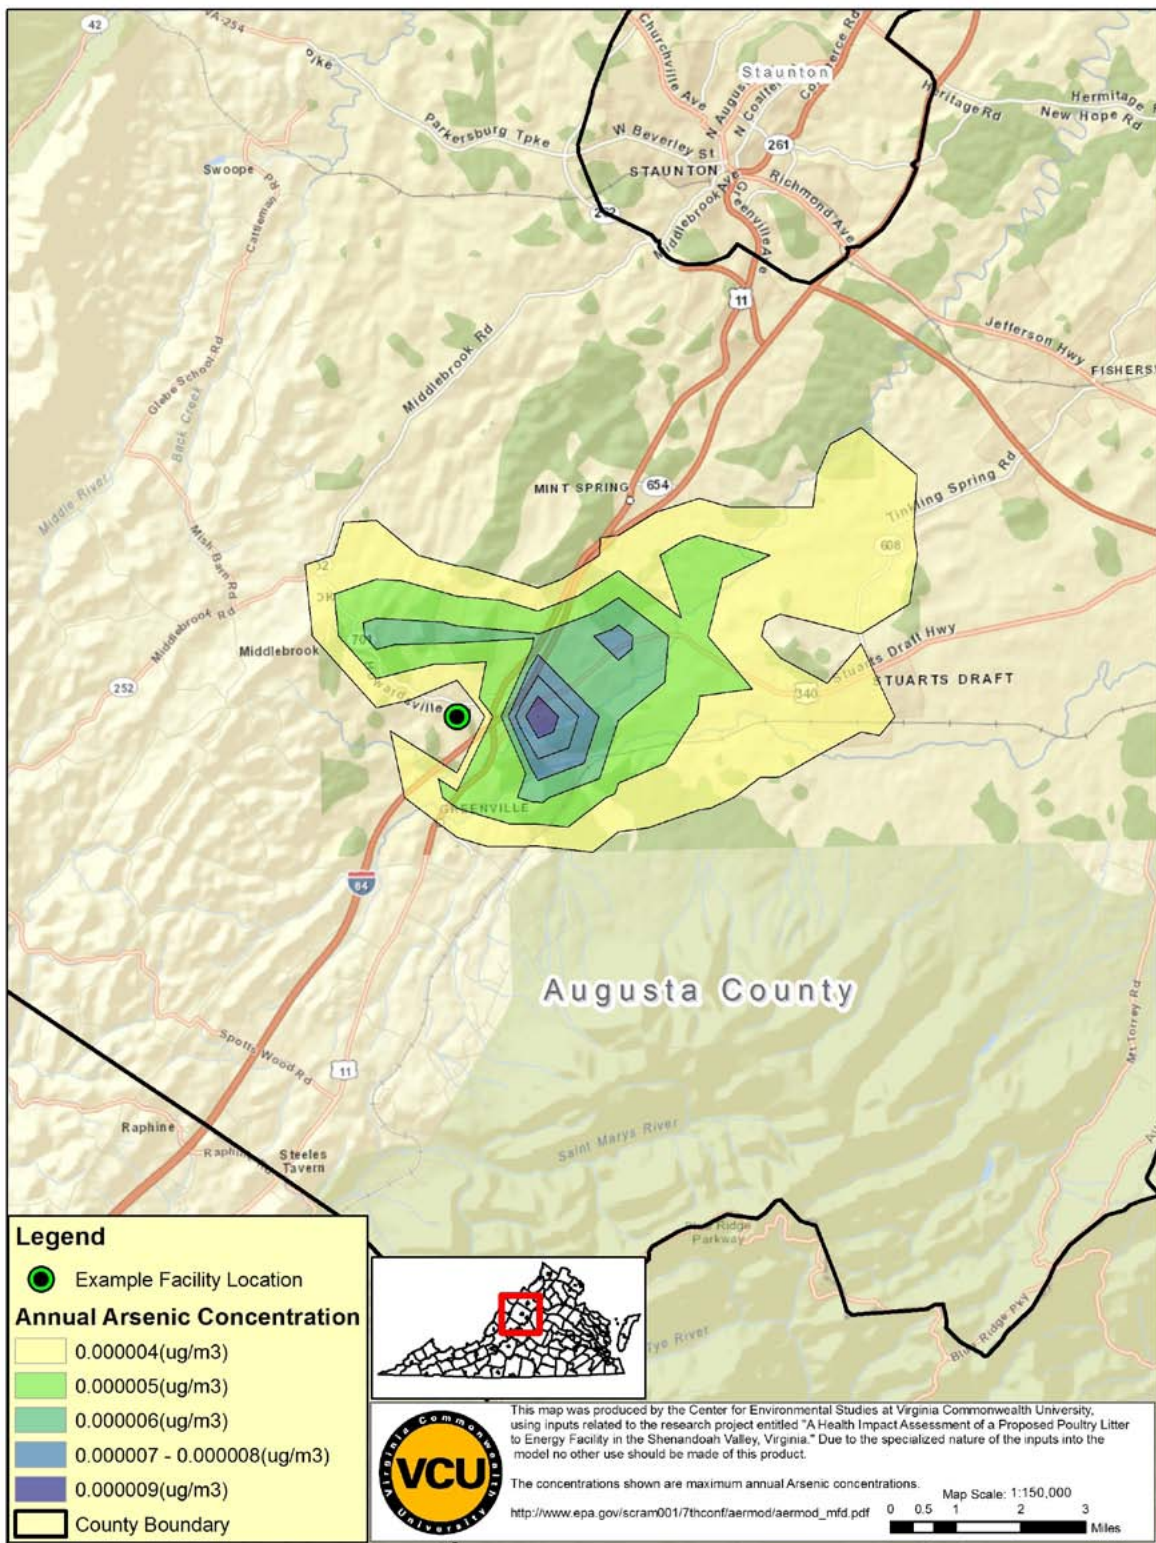 42
VA-254
Pike
Churchville Ave
Staunton
Commerce Rd
N Coalter
Heritage Rd
Hermitage
New Hope Rd
Parkersburg Tpke
W Beverley St
261
STAUNTON
Swoope
Cattleman Rd
Richmond Ave
Greenville Ave
Middlebrook Ave
262
11
Jefferson Hwy
FISHERS
Middlebrook Rd
Glebe School Rd
Back Creek
Middle River
MINT SPRING
654
Tinkling Spring Rd
608
Mish Barn Rd
Middlebrook Rd
701
Middlebrook
252
Stuarts Draft Hwy
STUARTS DRAFT
340
GREENVILLE
64
Augusta County
Mt Torrey Rd
Spotts Wood Rd
11
Raphine
Steeles
Tavern
Saint Marys River
Blue Ridge
Parkway
Tye River
Blue Ridge Pky
Legend
Example Facility Location
Annual Arsenic Concentration
0.000004(ug/m3)
0.000005(ug/m3)
0.000006(ug/m3)
0.000007 - 0.000008(ug/m3)
0.000009(ug/m3)
County Boundary
Virginia Commonwealth University
VCU
This map was produced by the Center for Environmental Studies at Virginia Commonwealth University,
using inputs related to the research project entitled "A Health Impact Assessment of a Proposed Poultry Litter
to Energy Facility in the Shenandoah Valley, Virginia." Due to the specialized nature of the inputs into the
model no other use should be made of this product.
The concentrations shown are maximum annual Arsenic concentrations.
http://www.epa.gov/scram001/7thconf/aermod/aermod_mfd.pdf
Map Scale: 1:150,000
0 0.5 1 2 3
Miles